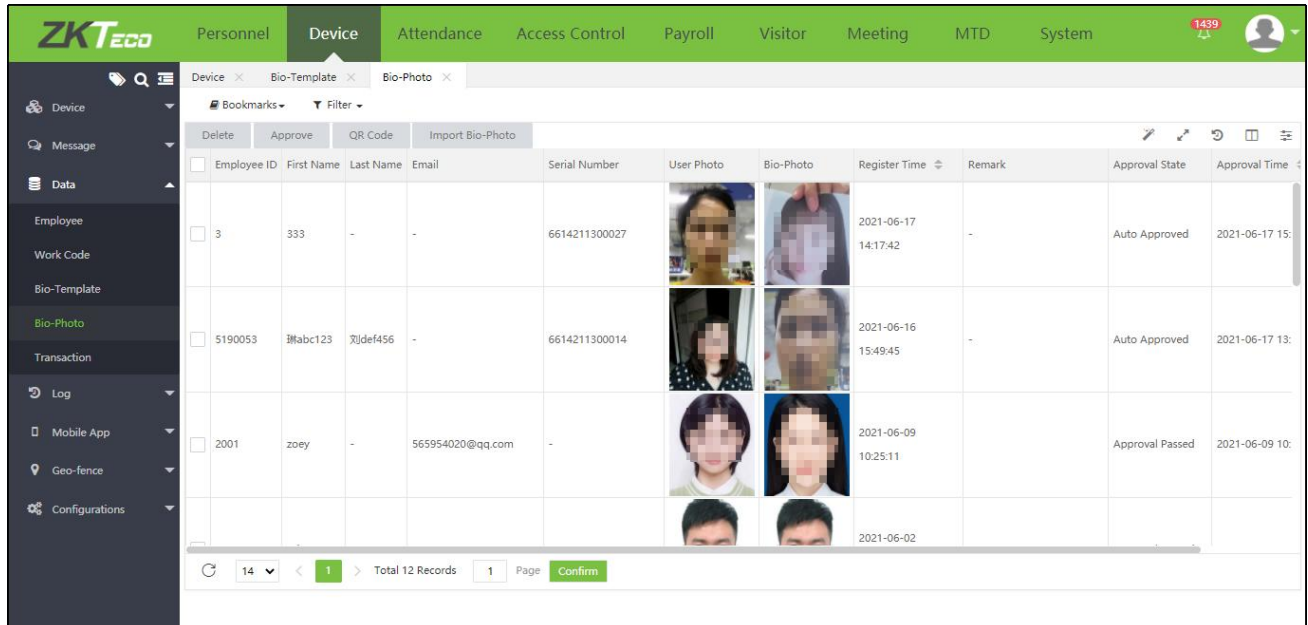 ZKTECO
Personnel Device Attendance Access Control Payroll Visitor Meeting MTD System 1439
Device × Bio-Template × Bio-Photo ×
Bookmarks Filter
Delete Approve QR Code Import Bio-Photo
Employee ID First Name Last Name Email Serial Number User Photo Bio-Photo Register Time Remark Approval State Approval Time
3 333 - - 6614211300027 2021-06-17 14:17:42 - Auto Approved 2021-06-17 15:
5190053 琳abc123 刘def456 - 6614211300014 2021-06-16 15:49:45 - Auto Approved 2021-06-17 13:
2001 zoey - 565954020@qq.com - 2021-06-09 10:25:11 Approval Passed 2021-06-09 10:
2021-06-02
14 < 1 > Total 12 Records 1 Page Confirm
Device
Message
Data
Employee
Work Code
Bio-Template
Bio-Photo
Transaction
Log
Mobile App
Geo-fence
Configurations